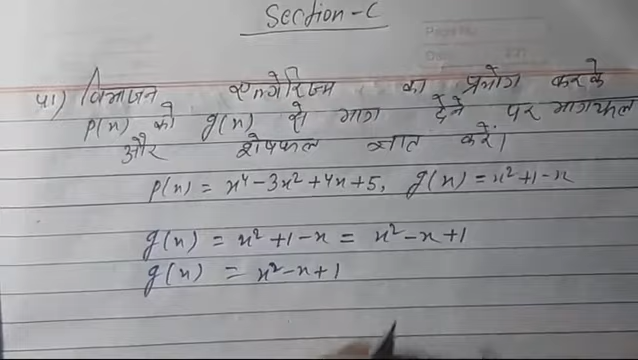 Section-C
41) विभाजन एल्गोरिथ्म का प्रयोग करके
p(x) को g(x) से भाग देने पर भागफल
और शेषफल ज्ञात करें।
p(x) = x⁴-3x²+4x+5, g(x) = x²+1-x
g(x) = x²+1-x = x²-x+1
g(x) = x²-x+1